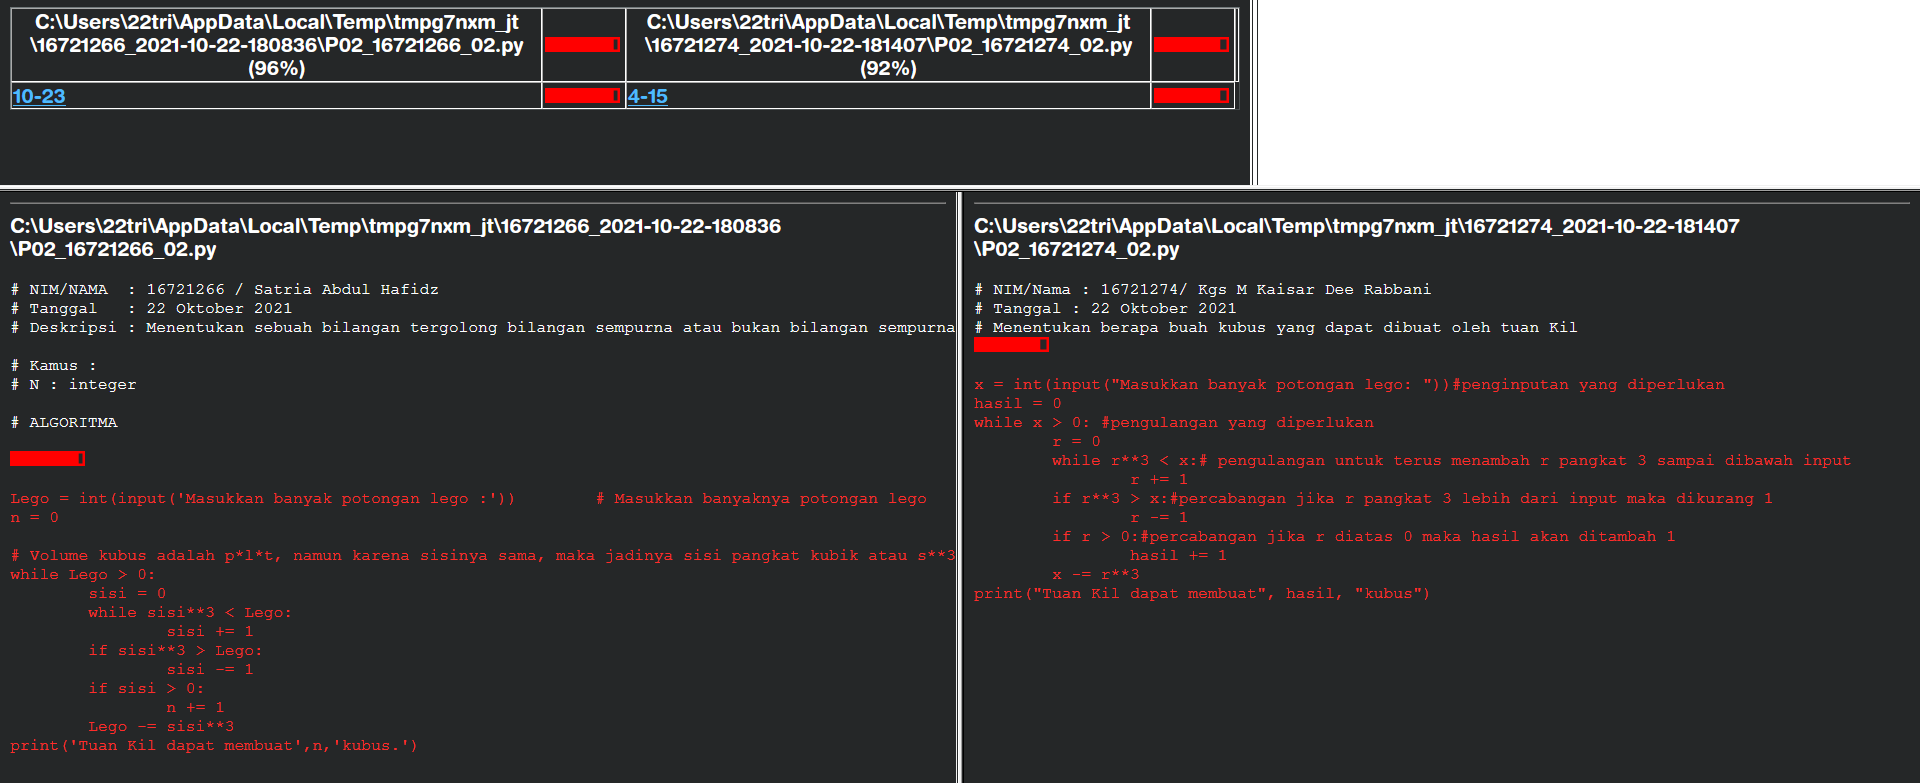 C:\Users\22tri\AppData\Local\Temp\tmpg7nxm_jt
\16721266_2021-10-22-180836\P02_16721266_02.py
(96%)
C:\Users\22tri\AppData\Local\Temp\tmpg7nxm_jt
\16721274_2021-10-22-181407\P02_16721274_02.py
(92%)
10-23
4-15
C:\Users\22tri\AppData\Local\Temp\tmpg7nxm_jt\16721266_2021-10-22-180836
\P02_16721266_02.py
# NIM/NAMA  : 16721266 / Satria Abdul Hafidz
# Tanggal   : 22 Oktober 2021
# Deskripsi : Menentukan sebuah bilangan tergolong bilangan sempurna atau bukan bilangan sempurna
# Kamus :
# N : integer
# ALGORITMA
Lego = int(input('Masukkan banyak potongan lego :'))        # Masukkan banyaknya potongan lego
n = 0
# Volume kubus adalah p*l*t, namun karena sisinya sama, maka jadinya sisi pangkat kubik atau s**3
while Lego > 0:
        sisi = 0
        while sisi**3 < Lego:
                sisi += 1
        if sisi**3 > Lego:
                sisi -= 1
        if sisi > 0:
                n += 1
        Lego -= sisi**3
print('Tuan Kil dapat membuat',n,'kubus.')
C:\Users\22tri\AppData\Local\Temp\tmpg7nxm_jt\16721274_2021-10-22-181407
\P02_16721274_02.py
# NIM/Nama : 16721274/ Kgs M Kaisar Dee Rabbani
# Tanggal : 22 Oktober 2021
# Menentukan berapa buah kubus yang dapat dibuat oleh tuan Kil
x = int(input("Masukkan banyak potongan lego: "))#penginputan yang diperlukan
hasil = 0
while x > 0: #pengulangan yang diperlukan
        r = 0
        while r**3 < x:# pengulangan untuk terus menambah r pangkat 3 sampai dibawah input
                r += 1
        if r**3 > x:#percabangan jika r pangkat 3 lebih dari input maka dikurang 1
                r -= 1
        if r > 0:#percabangan jika r diatas 0 maka hasil akan ditambah 1
                hasil += 1
        x -= r**3
print("Tuan Kil dapat membuat", hasil, "kubus")